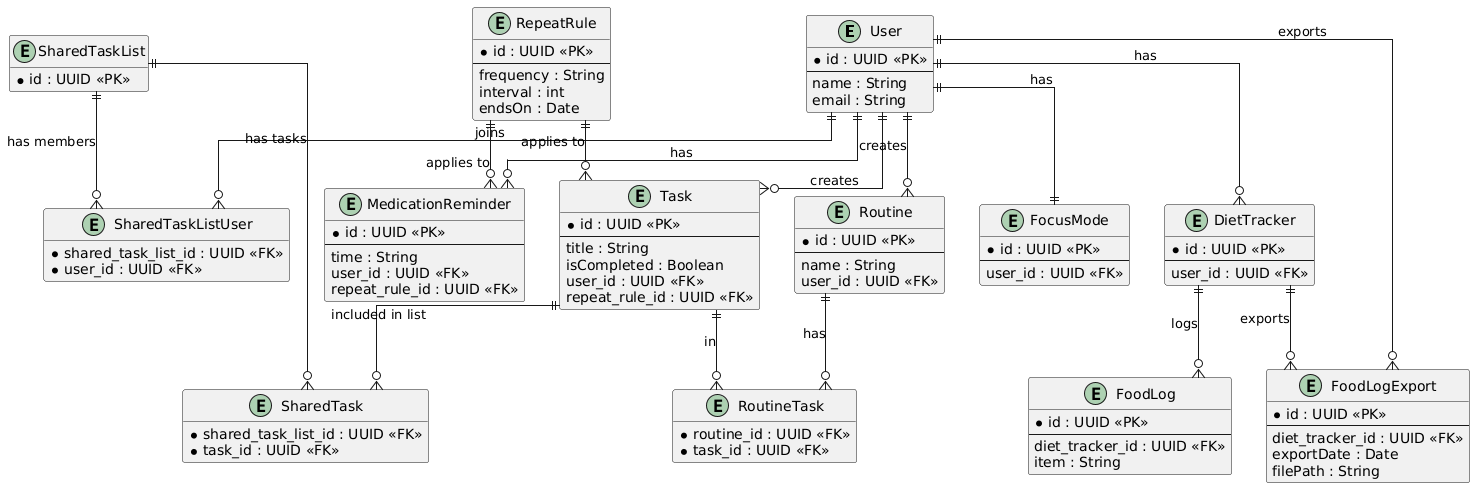 E SharedTaskList
* id : UUID «PK»
E RepeatRule
* id : UUID «PK»
frequency : String
interval : int
endsOn : Date
E User
* id : UUID «PK»
name : String
email : String
exports
has
has
has members
has tasks
joins
applies to
applies to
has
creates
creates
E SharedTaskListUser
* shared_task_list_id : UUID «FK»
* user_id : UUID «FK»
E MedicationReminder
* id : UUID «PK»
time : String
user_id : UUID «FK»
repeat_rule_id : UUID «FK»
E Task
* id : UUID «PK»
title : String
isCompleted : Boolean
user_id : UUID «FK»
repeat_rule_id : UUID «FK»
E Routine
* id : UUID «PK»
name : String
user_id : UUID «FK»
E FocusMode
* id : UUID «PK»
user_id : UUID «FK»
E DietTracker
* id : UUID «PK»
user_id : UUID «FK»
included in list
in
has
logs
exports
E SharedTask
* shared_task_list_id : UUID «FK»
* task_id : UUID «FK»
E RoutineTask
* routine_id : UUID «FK»
* task_id : UUID «FK»
E FoodLog
* id : UUID «PK»
diet_tracker_id : UUID «FK»
item : String
E FoodLogExport
* id : UUID «PK»
diet_tracker_id : UUID «FK»
exportDate : Date
filePath : String